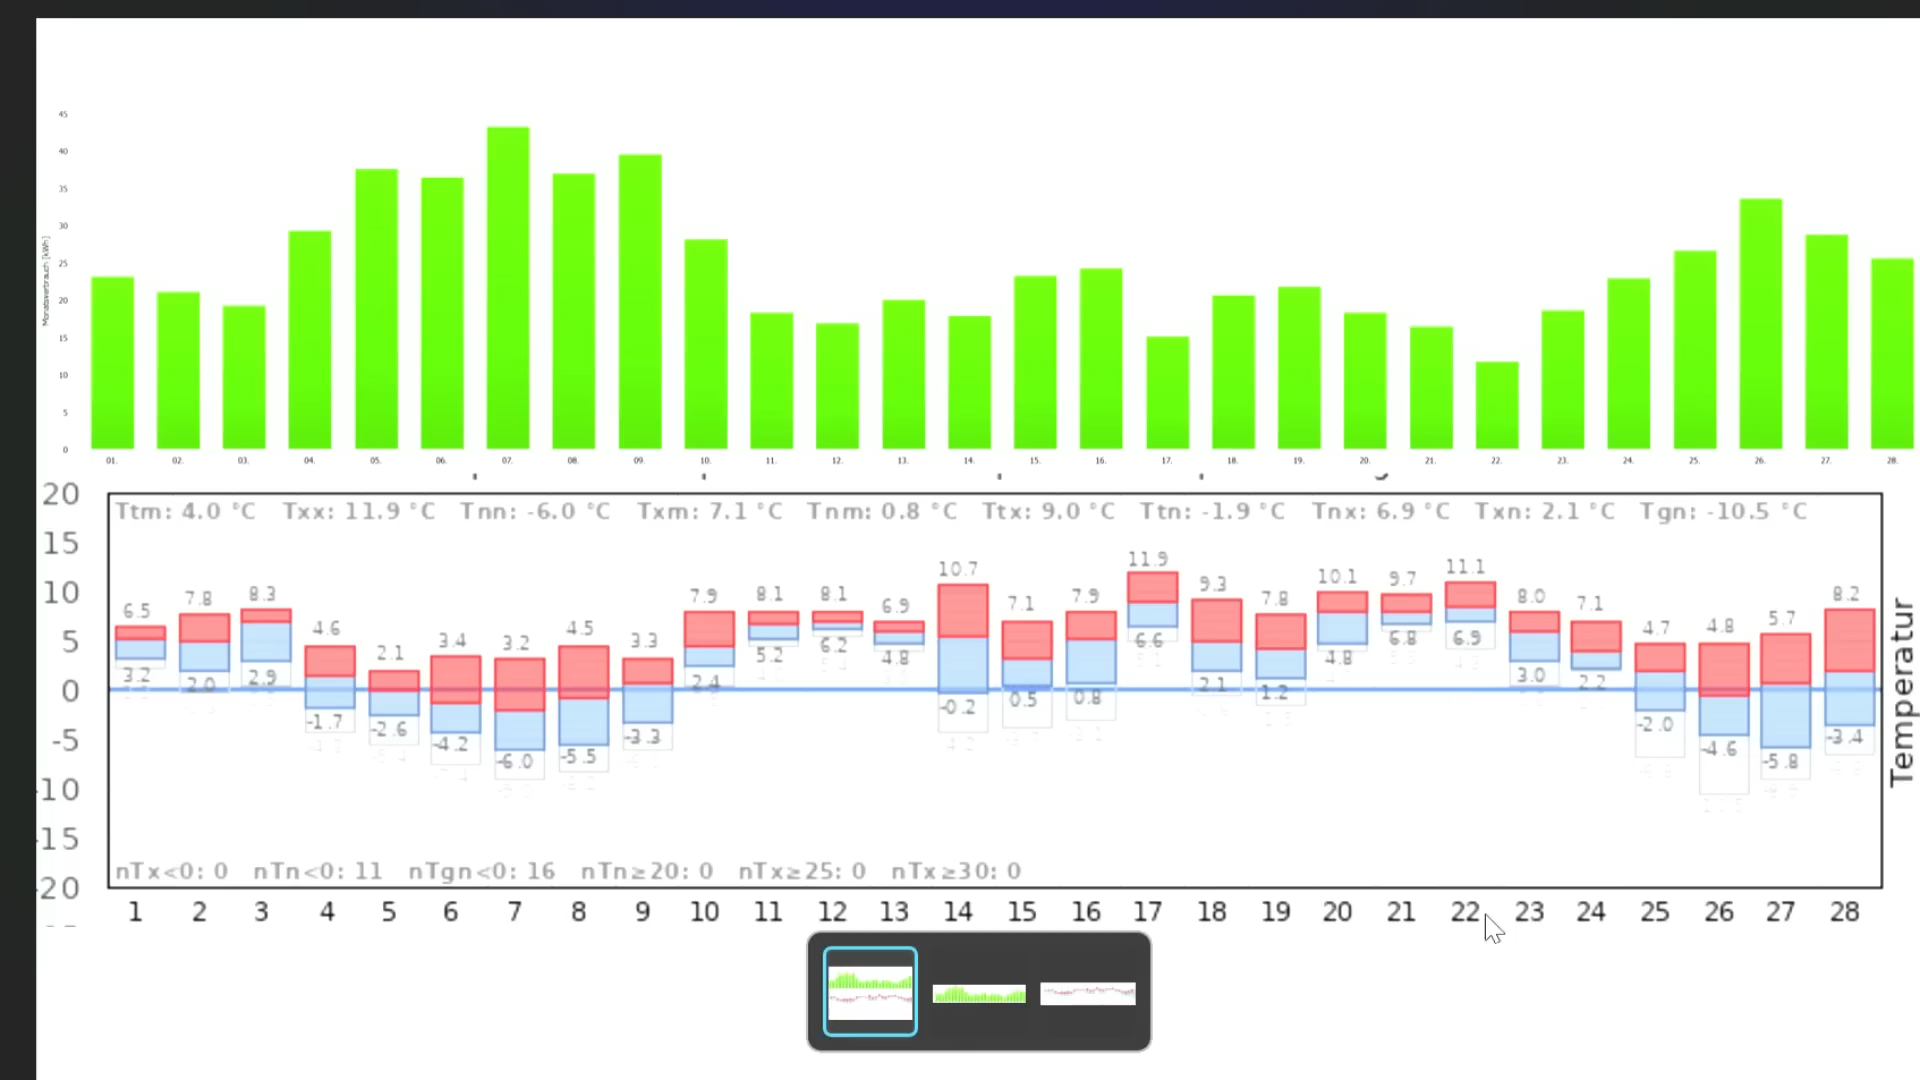 45
40
35
30
25
20
15
10
5
0
Monatsverbrauch [kWh]
01. 02. 03. 04. 05. 06. 07. 08. 09. 10. 11. 12. 13. 14. 15. 16. 17. 18. 19. 20. 21. 22. 23. 24. 25. 26. 27. 28.
20
15
10
5
0
-5
10
15
20
Ttm: 4.0 °C Txx: 11.9 °C Tnn: -6.0 °C Txm: 7.1 °C Tnm: 0.8 °C Ttx: 9.0 °C Ttn: -1.9 °C Tnx: 6.9 °C Txn: 2.1 °C Tgn: -10.5 °C
6.5 7.8 8.3 4.6 2.1 3.4 3.2 4.5 3.3 7.9 8.1 8.1 6.9 10.7 7.1 7.9 11.9 9.3 7.8 10.1 9.7 11.1 8.0 7.1 4.7 4.8 5.7 8.2
3.2 2.0 2.9 -1.7 -2.6 -4.2 -6.0 -5.5 -3.3 2.4 5.2 6.2 4.8 -0.2 0.5 0.8 6.6 2.1 1.2 4.8 6.8 6.9 3.0 2.2 -2.0 -4.6 -5.8 -3.4
nTx<0: 0 nTn<0: 11 nTgn<0: 16 nTn≥20: 0 nTx≥25: 0 nTx≥30: 0
1 2 3 4 5 6 7 8 9 10 11 12 13 14 15 16 17 18 19 20 21 22 23 24 25 26 27 28
Temperatur